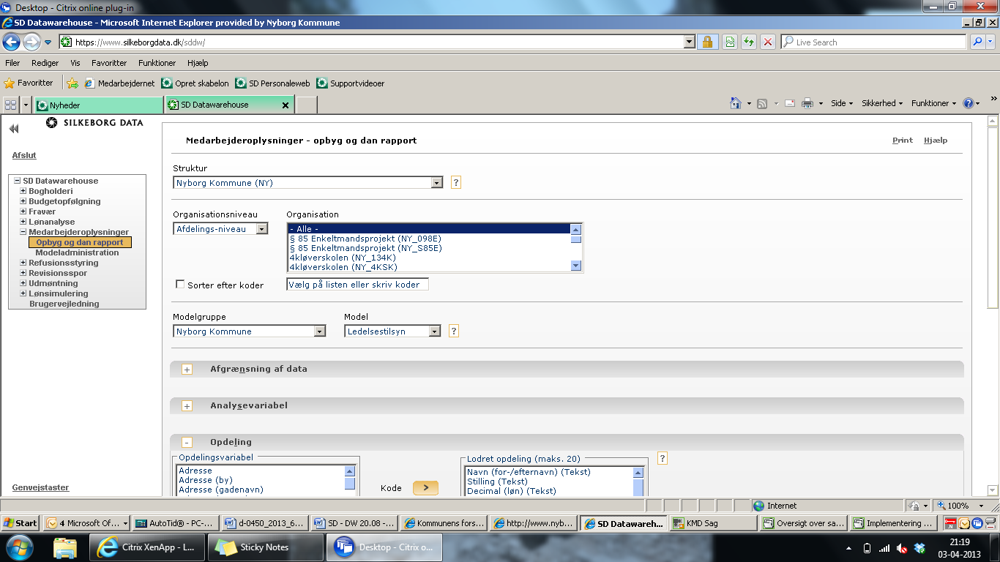 Desktop - Citrix online plug-in
SD Datawarehouse - Microsoft Internet Explorer provided by Nyborg Kommune
https://www.silkeborgdata.dk/sddw/
Live Search
Filer Rediger Vis Favoritter Funktioner Hjælp
Favoritter Medarbejdernet Opret skabelon SD Personaleweb Supportvideoer
Nyheder SD Datawarehouse Side Sikkerhed Funktioner
SILKEBORG DATA
Afslut
SD Datawarehouse
Bogholderi
Budgetopfølgning
Fravær
Lønanalyse
Medarbejderoplysninger
Opbyg og dan rapport
Modeladministration
Refusionsstyring
Revisionsspor
Udmøntning
Lønsimulering
Brugervejledning
Genvejstaster
Medarbejderoplysninger - opbyg og dan rapport
Print Hjælp
Struktur
Nyborg Kommune (NY) ?
Organisationsniveau Organisation
Afdelings-niveau
- Alle -
§ 85 Enkeltmandsprojekt (NY_098E)
§ 85 Enkeltmandsprojekt (NY_S85E)
4kløverskolen (NY_134K)
4kløverskolen (NY_4KSK)
Sorter efter koder Vælg på listen eller skriv koder
Modelgruppe Model
Nyborg Kommune Ledelsestilsyn ?
+ Afgrænsning af data
+ Analysevariabel
- Opdeling
Opdelingsvariabel
Adresse
Adresse (by)
Adresse (gadenavn)
Kode >
Lodret opdeling (maks. 20) ?
Navn (for-/efternavn) (Tekst)
Stilling (Tekst)
Decimal (løn) (Tekst)
Internet 100%
Start 4 Microsoft Of... AutoTid® - PC-... d-0450_2013_6... SD - DW 20.08 -... Kommunens fors... http://www.nyb... SD Datawareh... KMD Sag Oversigt over sa... Implementering ...
Citrix XenApp - L... Sticky Notes Desktop - Citrix o...
21:19
03-04-2013